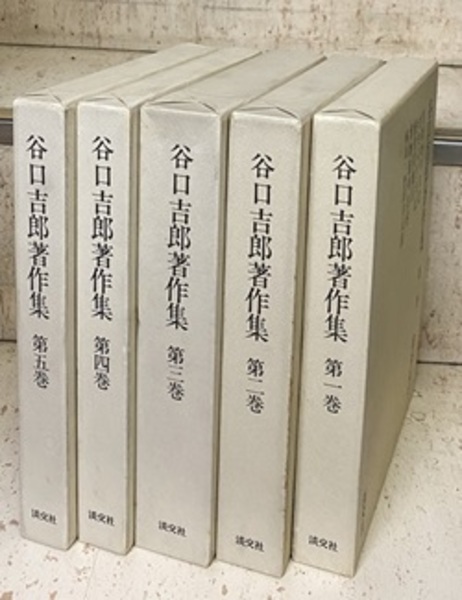 谷口吉郎著作集 第一巻
淡交社
谷口吉郎著作集 第二巻
淡交社
谷口吉郎著作集 第三巻
淡交社
谷口吉郎著作集 第四巻
淡交社
谷口吉郎著作集 第五巻
淡交社